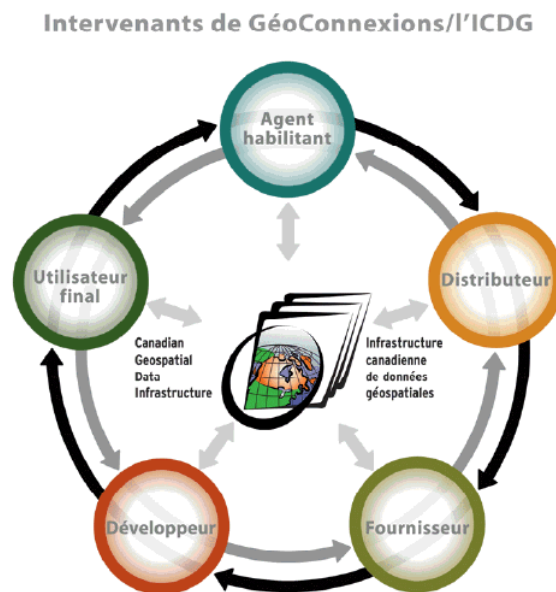 Intervenants de GéoConnexions/l'ICDG
Agent
habilitant
Utilisateur
final
Distributeur
Canadian
Geospatial
Data
Infrastructure
Infrastructure
canadienne
de données
géospatiales
Développeur
Fournisseur